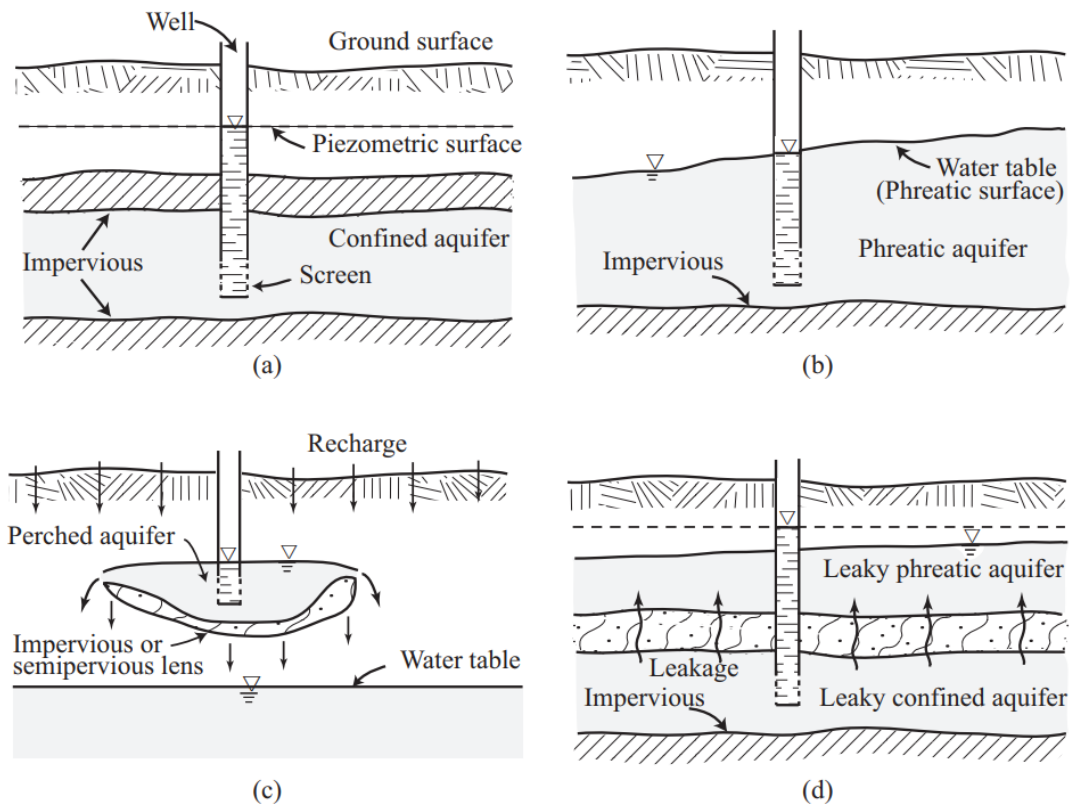 Well
Ground surface
Piezometric surface
Confined aquifer
Impervious
Screen
(a)
Water table
(Phreatic surface)
Phreatic aquifer
Impervious
(b)
Recharge
Perched aquifer
Impervious or
semipervious lens
Water table
(c)
Leaky phreatic aquifer
Leakage
Impervious
Leaky confined aquifer
(d)